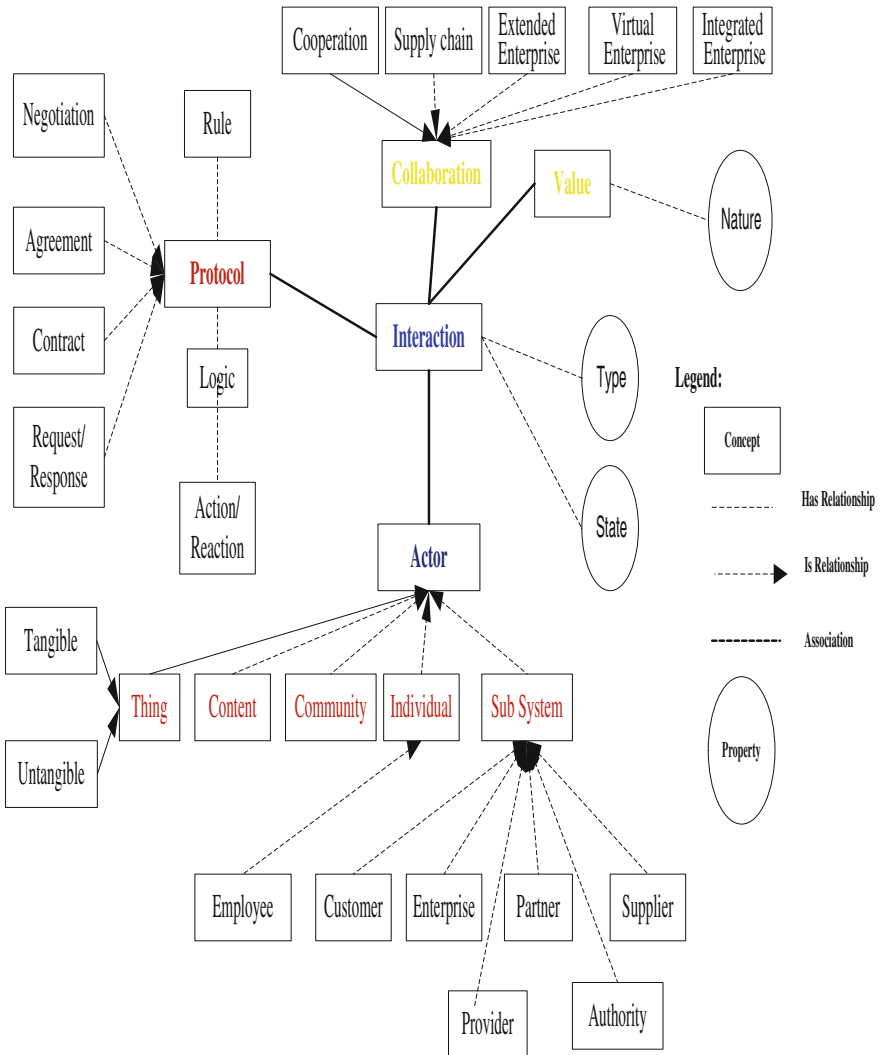 Cooperation
Supply chain
Extended
Enterprise
Virtual
Enterprise
Integrated
Enterprise
Negotiation
Rule
Collaboration
Value
Nature
Agreement
Protocol
Contract
Logic
Interaction
Type
Legend:
Concept
Request/
Response
Has Relationship
Action/
Reaction
State
Actor
Is Relationship
Tangible
Association
Thing
Content
Community
Individual
Sub System
Untangible
Property
Employee
Customer
Enterprise
Partner
Supplier
Provider
Authority